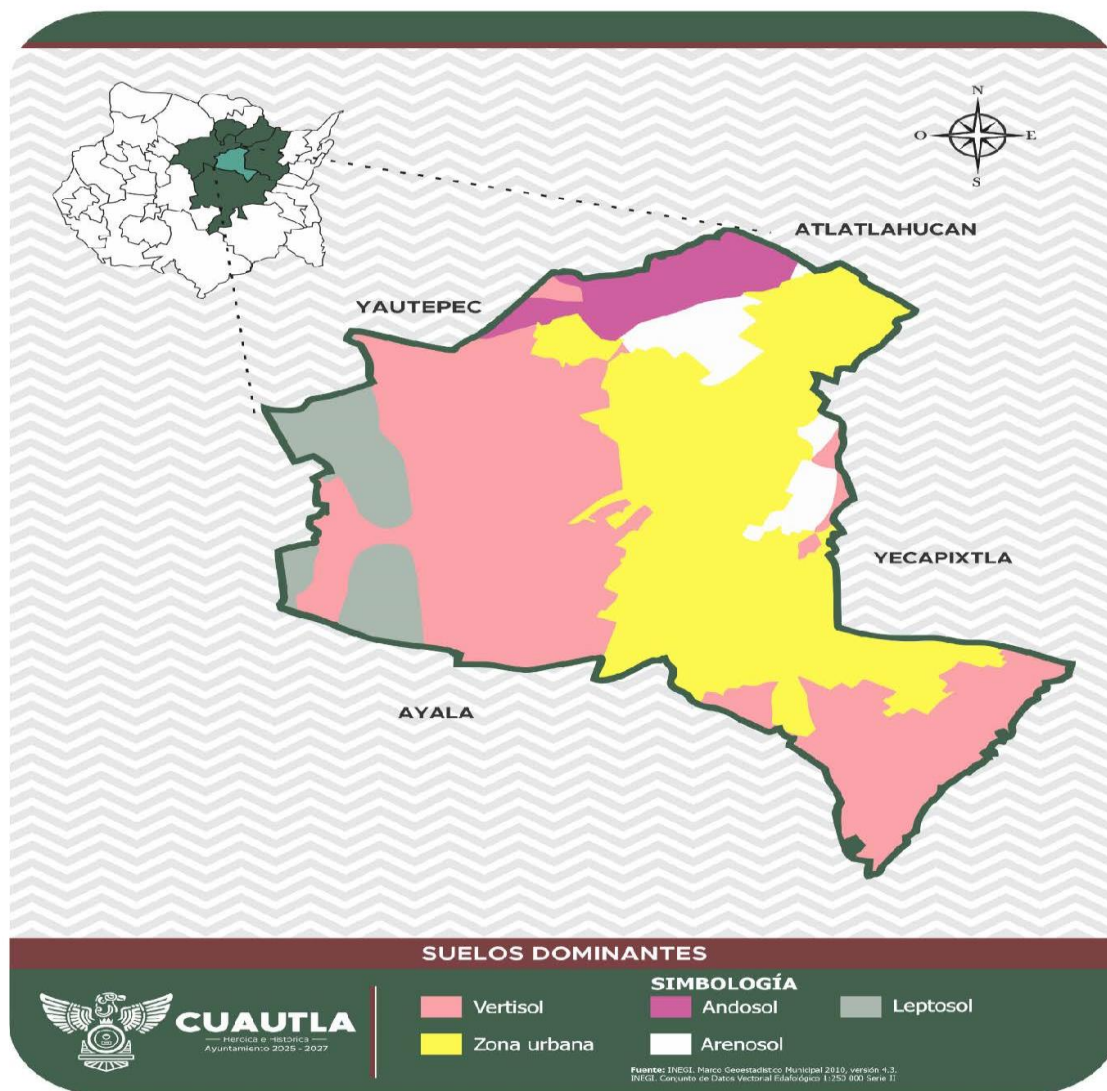 N
O
E
S
ATLATLAHUCAN
YAUTEPEC
YECAPIXTLA
AYALA
SUELOS DOMINANTES
CUAUTLA
Heroica e Histórica
Ayuntamiento 2025 - 2027
SIMBOLOGÍA
Vertisol
Andosol
Leptosol
Zona urbana
Arenosol
Fuente: INEGI. Marco Geoestadístico Municipal 2010, versión 4.3.
INEGI. Conjunto de Datos Vectorial Edafológico 1:250 000 Serie II